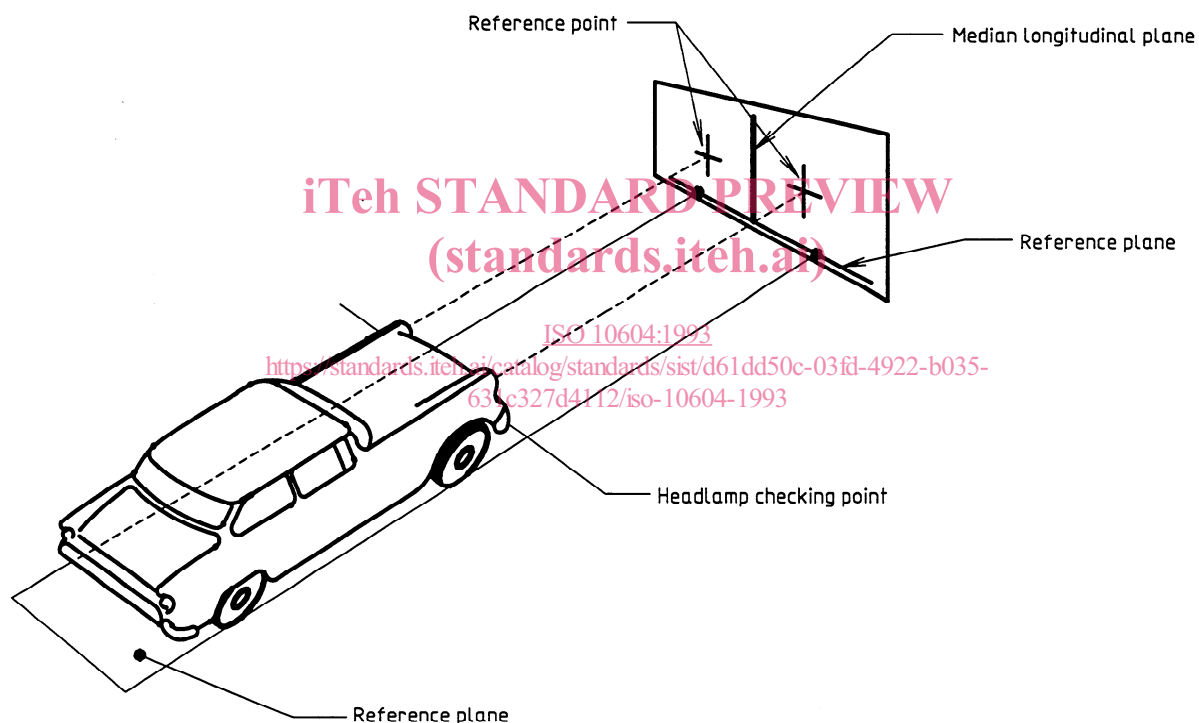 Reference point
Median longitudinal plane
iTeh STANDARD PREVIEW
(standards.iteh.ai)
Reference plane
ISO 10604:1993
https://standards.iteh.ai/catalog/standards/sist/d61dd50c-03fd-4922-b035-
631c327d4112/iso-10604-1993
Headlamp checking point
Reference plane